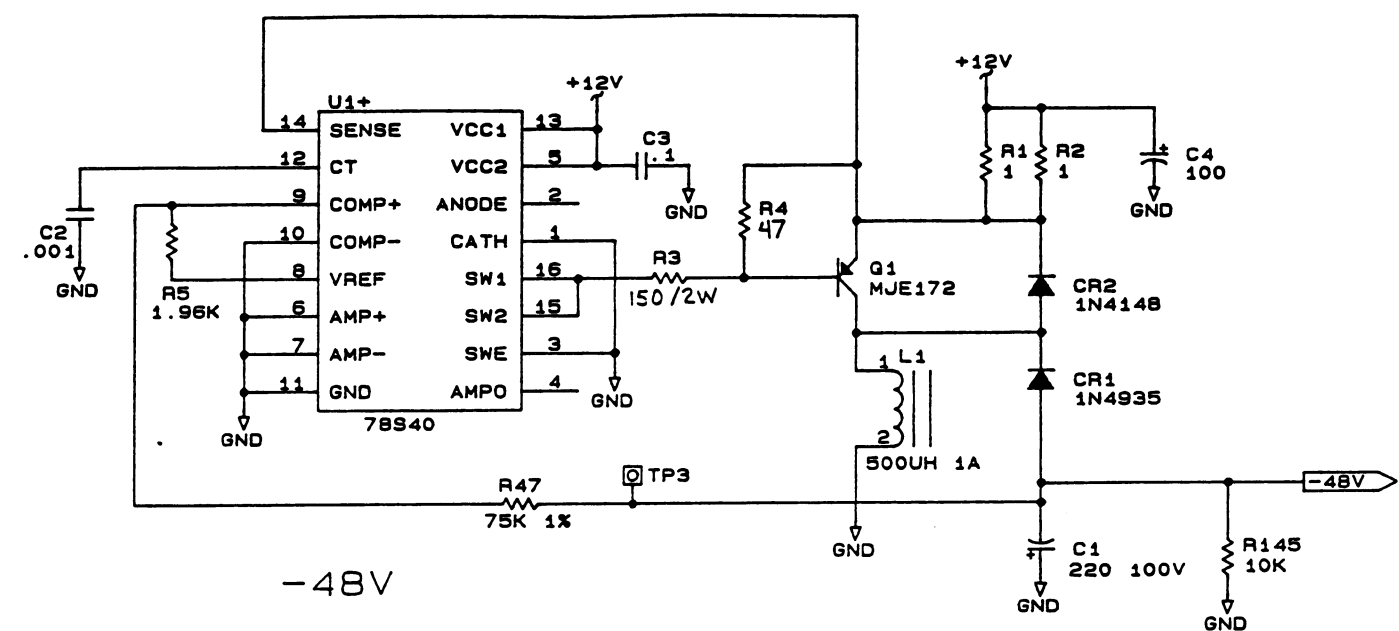 +12V
U1+
14 SENSE VCC1 13
12 CT VCC2 5
9 COMP+ ANODE 2
10 COMP- CATH 1
8 VREF SW1 16
6 AMP+ SW2 15
7 AMP- SWE 3
11 GND AMPO 4
78S40
C2
.001
GND
R5
1.96K
GND
C3
.1
GND
R3
150/2W
GND
R4
47
Q1
MJE172
+12V
R1
1
R2
1
C4
100
GND
CR2
1N4148
CR1
1N4935
1 L1
2
500UH 1A
GND
R47
75K 1%
TP3
-48V
C1
+
220 100V
GND
R145
10K
GND
-48V